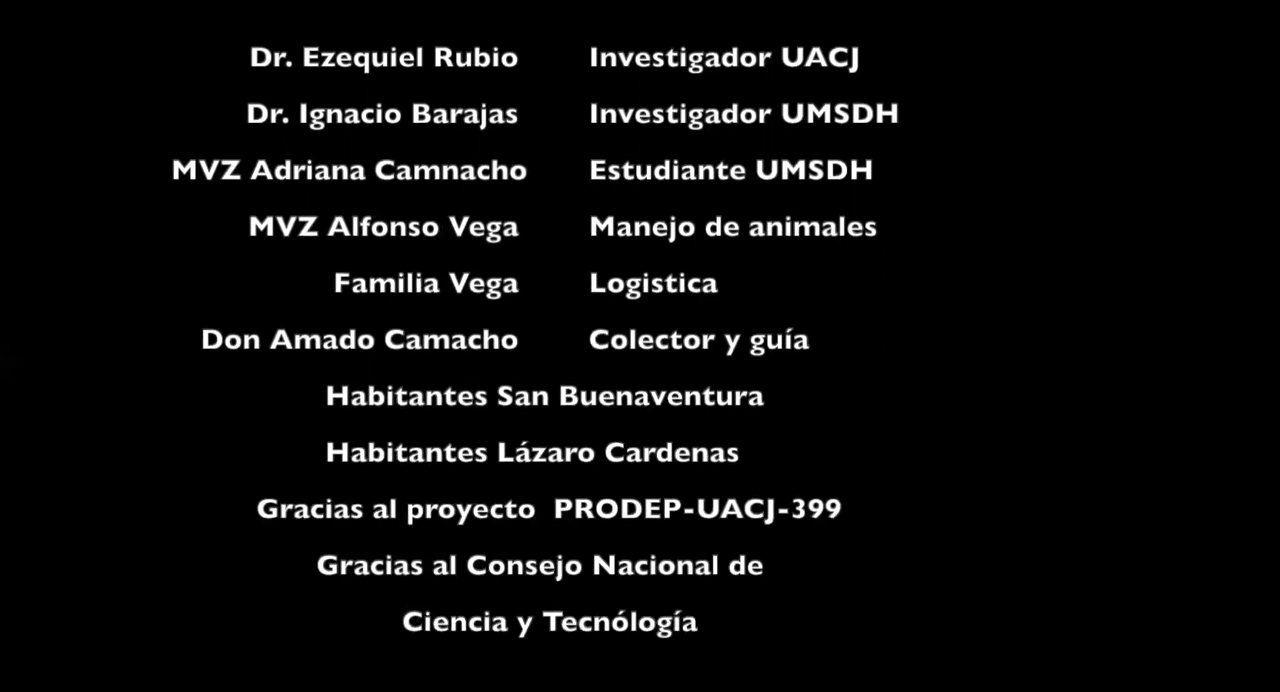 Dr. Ezequiel Rubio Investigador UACJ
Dr. Ignacio Barajas Investigador UMSDH
MVZ Adriana Camnacho Estudiante UMSDH
MVZ Alfonso Vega Manejo de animales
Familia Vega Logistica
Don Amado Camacho Colector y guía
Habitantes San Buenaventura
Habitantes Lázaro Cardenas
Gracias al proyecto PRODEP-UACJ-399
Gracias al Consejo Nacional de
Ciencia y Tecnólogía